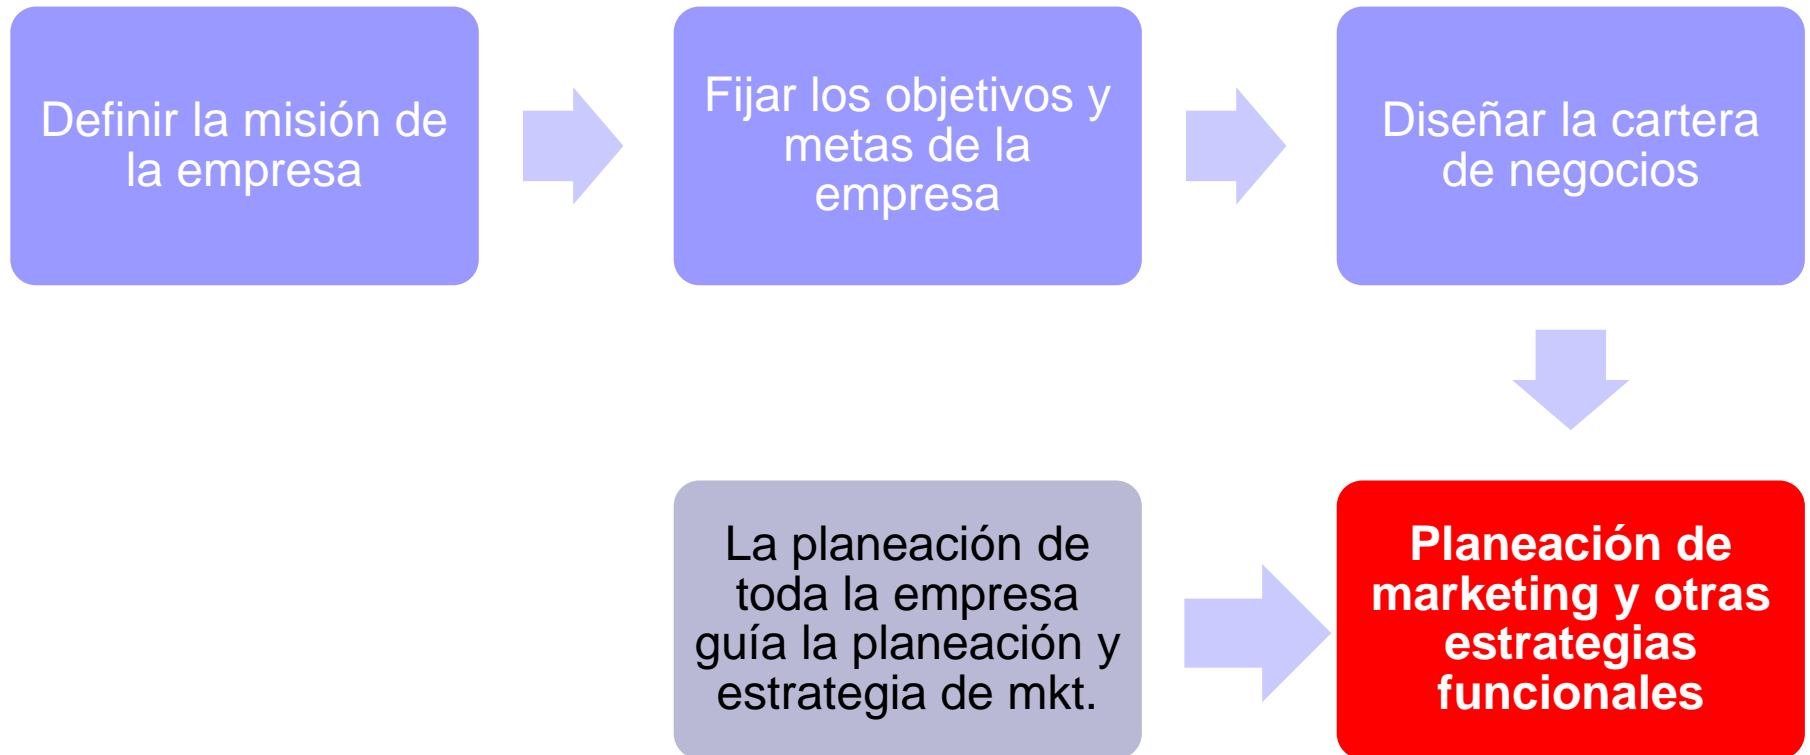 Definir la misión de
la empresa
Fijar los objetivos y
metas de la
empresa
Diseñar la cartera
de negocios
La planeación de
toda la empresa
guía la planeación y
estrategia de mkt.
Planeación de
marketing y otras
estrategias
funcionales